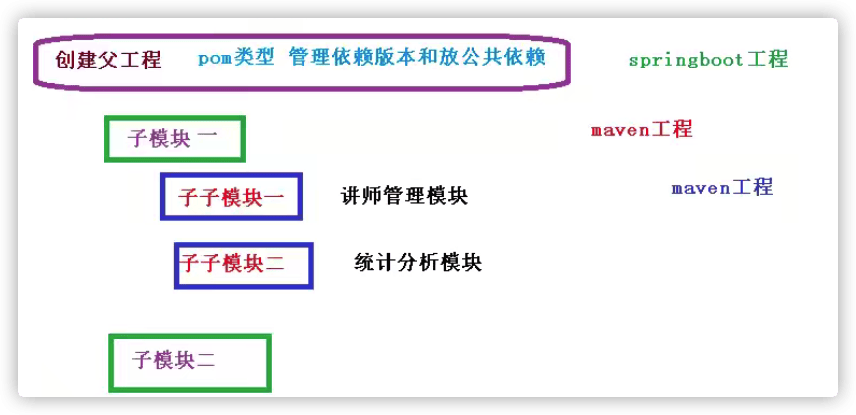 创建父工程 pom类型 管理依赖版本和放公共依赖 springboot工程
子模块一 maven工程
子子模块一 讲师管理模块 maven工程
子子模块二 统计分析模块
子模块二